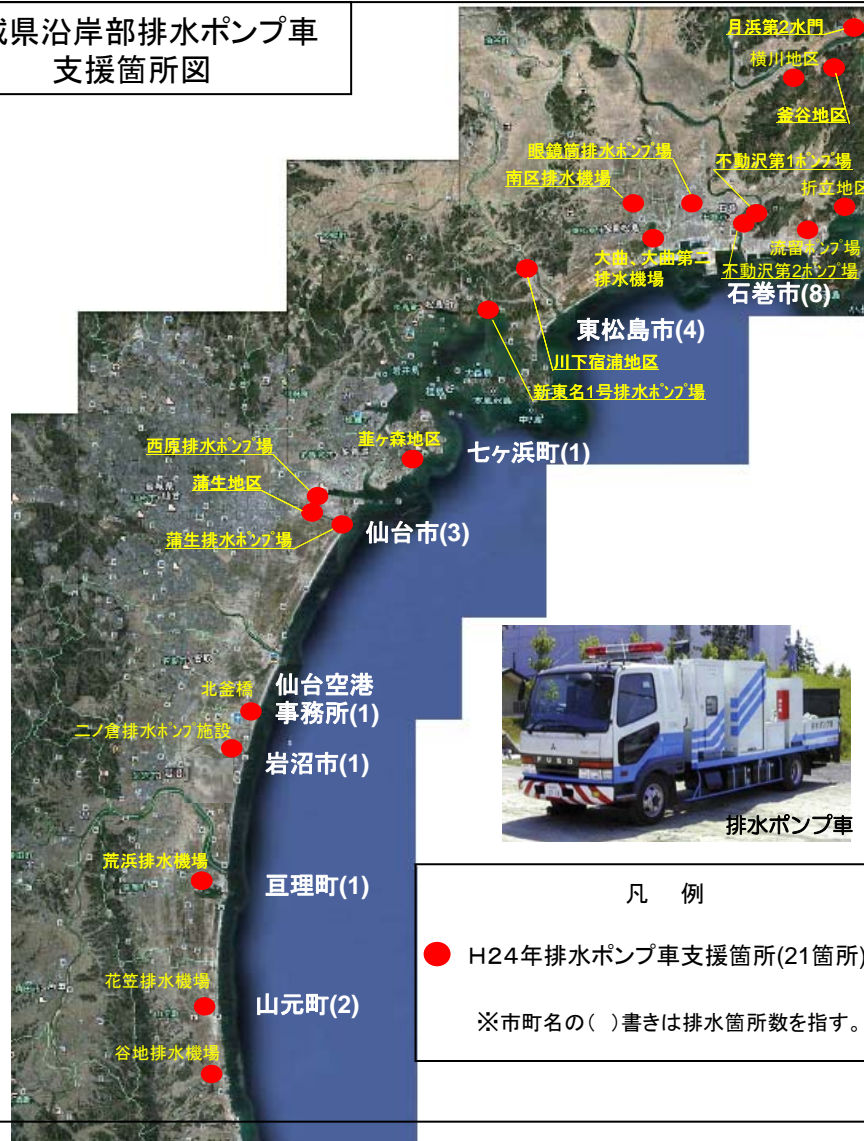 城県沿岸部排水ポンプ車
支援箇所図
月浜第2水門
横川地区
釜谷地区
眼鏡筒排水ポンプ場
不動沢第1ポンプ場
南区排水機場
折立地区
大曲、大曲第二
排水機場
流留ポンプ場
不動沢第2ポンプ場
石巻市(8)
東松島市(4)
川下宿浦地区
新東名1号排水ポンプ場
韮ヶ森地区
西原排水ポンプ場
七ヶ浜町(1)
蒲生地区
蒲生排水ポンプ場
仙台市(3)
北釜橋
仙台空港
事務所(1)
二ノ倉排水ポンプ施設
岩沼市(1)
FUSO
排水ポンプ車
荒浜排水機場
亘理町(1)
花笠排水機場
山元町(2)
谷地排水機場
凡 例
H24年排水ポンプ車支援箇所(21箇所)
※市町名の( )書きは排水箇所数を指す。